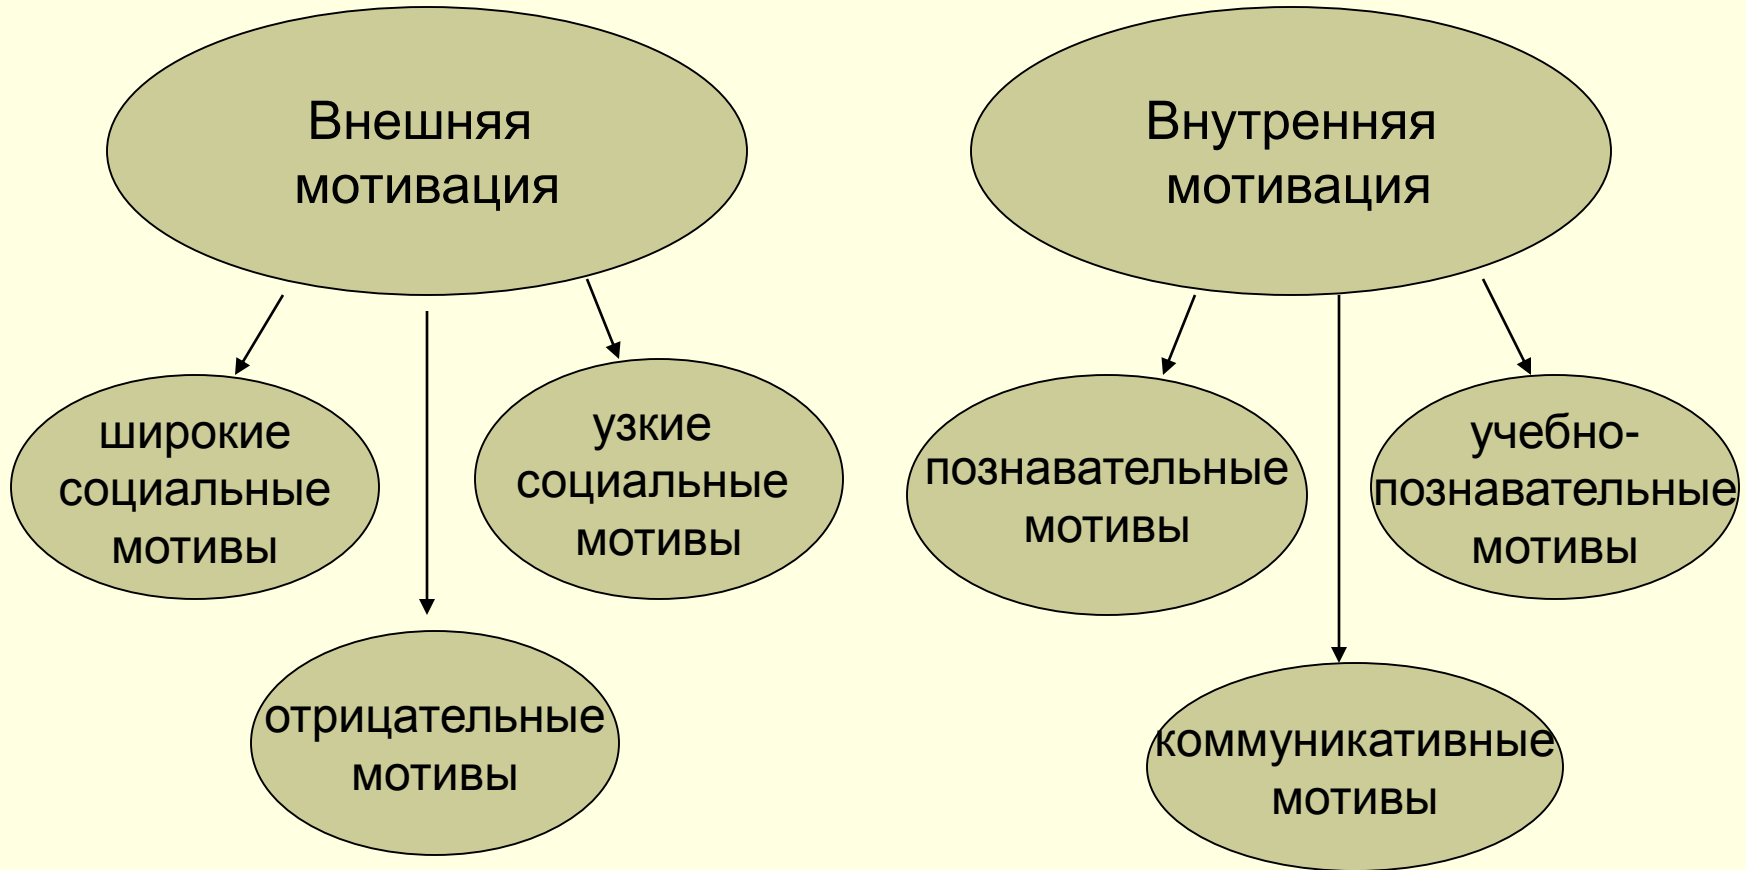 Внешняя
мотивация
Внутренняя
мотивация
широкие
социальные
мотивы
узкие
социальные
мотивы
познавательные
мотивы
учебно-
познавательные
мотивы
отрицательные
мотивы
коммуникативные
мотивы